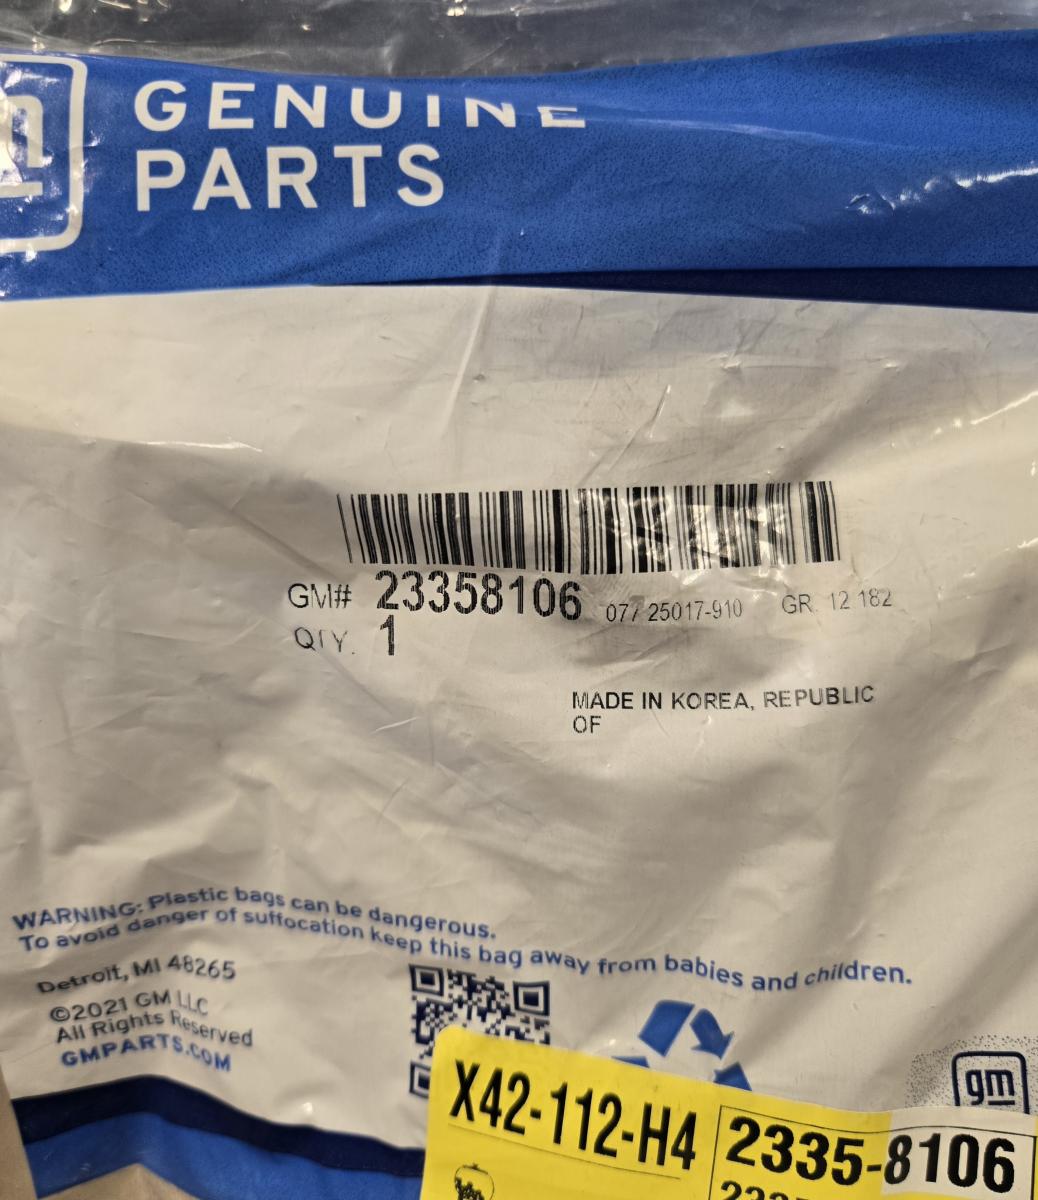 GENUINE
PARTS
GM# 23358106 077 25017-910 GR. 12 182
QTY. 1
MADE IN KOREA, REPUBLIC
OF
WARNING: Plastic bags can be dangerous.
To avoid danger of suffocation keep this bag away from babies and children.
Detroit, MI 48265
©2021 GM LLC
All Rights Reserved
GMPARTS.COM
gm
X42-112-H4
2335-8106